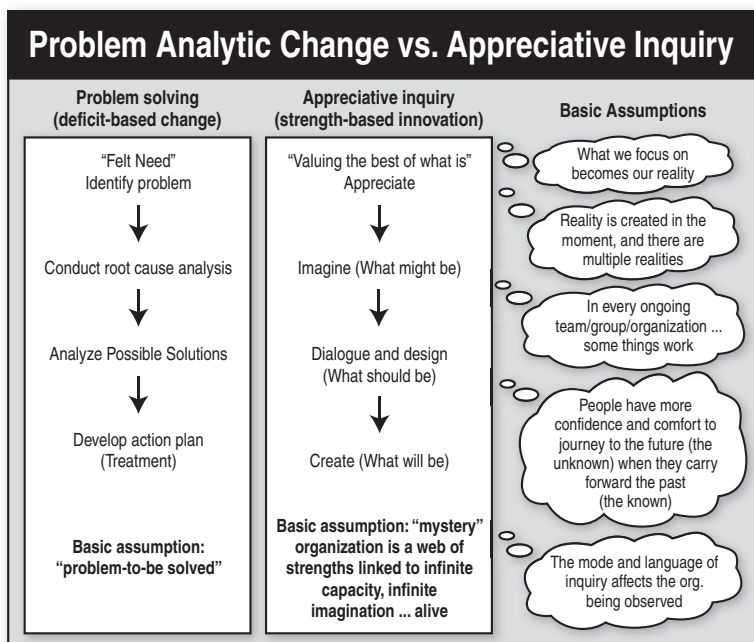 Problem Analytic Change vs. Appreciative Inquiry
Problem solving
(deficit-based change)
“Felt Need”
Identify problem
Conduct root cause analysis
Analyze Possible Solutions
Develop action plan
(Treatment)
Basic assumption:
“problem-to-be solved”
Appreciative inquiry
(strength-based innovation)
“Valuing the best of what is”
Appreciate
Imagine (What might be)
Dialogue and design
(What should be)
Create (What will be)
Basic assumption: “mystery”
organization is a web of
strengths linked to infinite
capacity, infinite
imagination ... alive
Basic Assumptions
What we focus on
becomes our reality
Reality is created in the
moment, and there are
multiple realities
In every ongoing
team/group/organization ...
some things work
People have more
confidence and comfort to
journey to the future (the
unknown) when they carry
forward the past
(the known)
The mode and language of
inquiry affects the org.
being observed